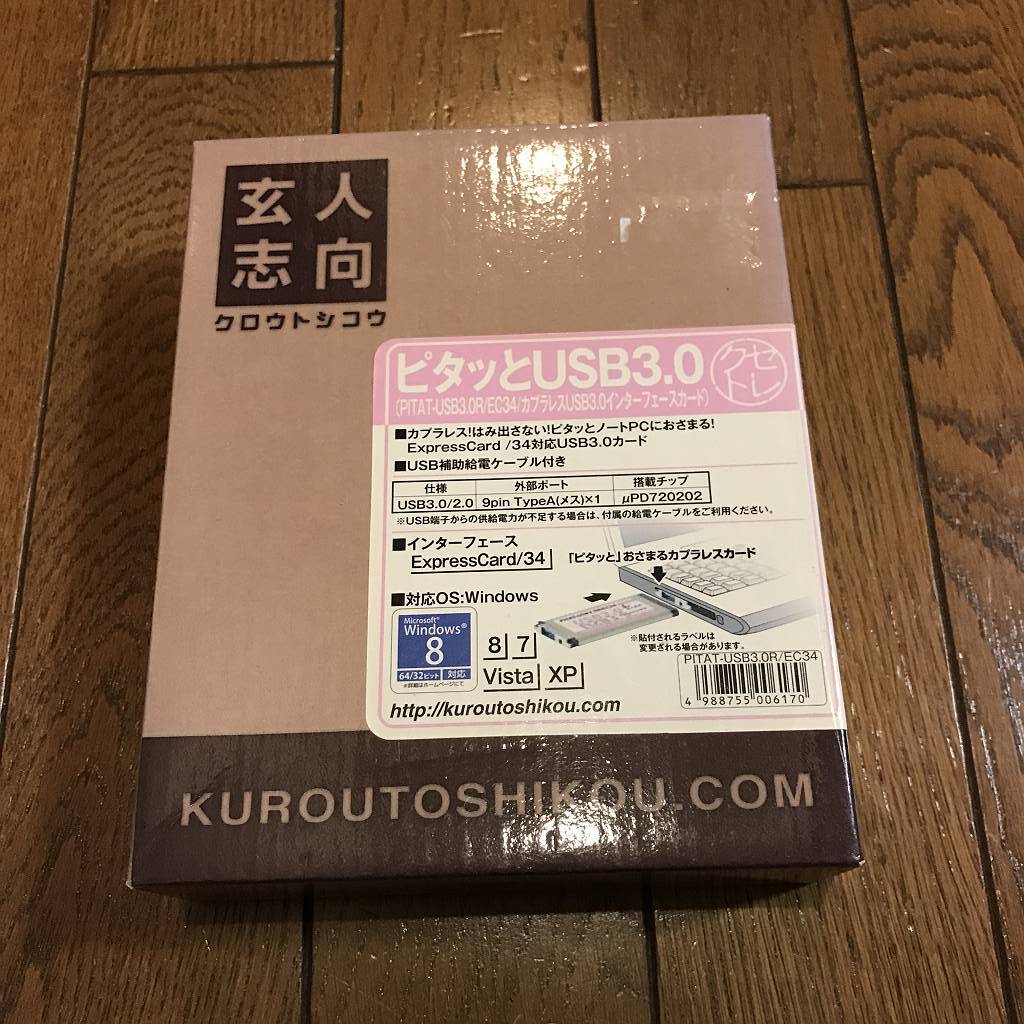 玄人
志向
クロウトシコウ
ピタッとUSB3.0
クセトレ
(PITAT-USB3.0R/EC34/カプラレスUSB3.0インターフェースカード)
■カプラレス!はみ出さない!ピタッとノートPCにおさまる!
ExpressCard /34対応USB3.0カード
■USB補助給電ケーブル付き
仕様 外部ポート 搭載チップ
USB3.0/2.0 9pin TypeA(メス)×1 μPD720202
※USB端子からの供給電力が不足する場合は、付属の給電ケーブルをご利用ください。
■インターフェース
ExpressCard/34
「ピタッと」おさまるカプラレスカード
■対応OS:Windows
Microsoft®
Windows®
8
64/32ビット 対応
※詳細はホームページにて
8 7
Vista XP
※貼付されるラベルは
変更される場合があります。
PITAT-USB3.0R/EC34
4 988755 006170
http://kuroutoshikou.com
KUROUTOSHIKOU.COM